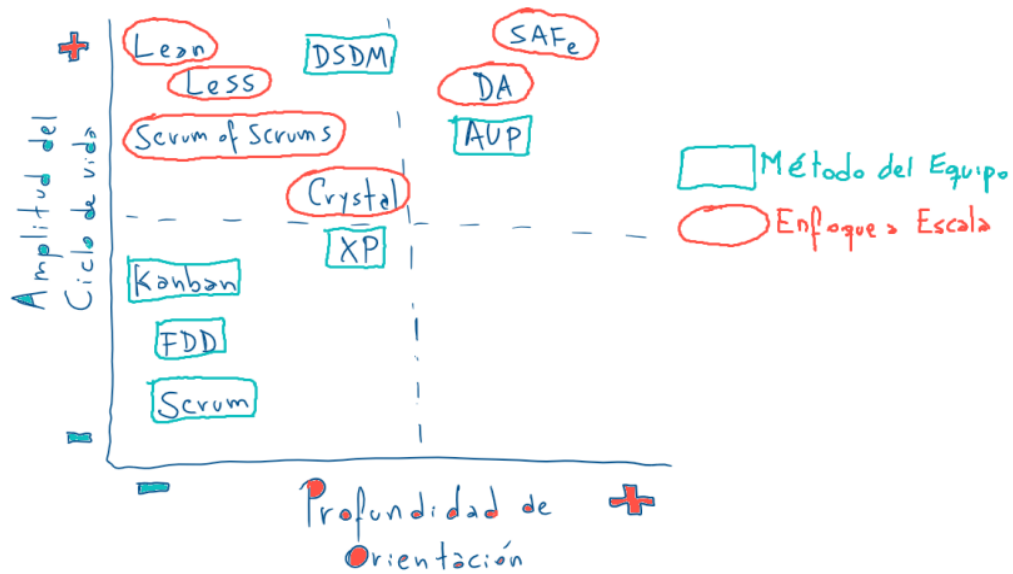 +
Amplitud del
Ciclo de vida
-
Lean
Less
Scrum of Scrums
DSDM
Crystal
SAFe
DA
AUP
XP
Kanban
FDD
Scrum
Método del Equipo
Enfoque a Escala
-
Profundidad de
Orientación
+